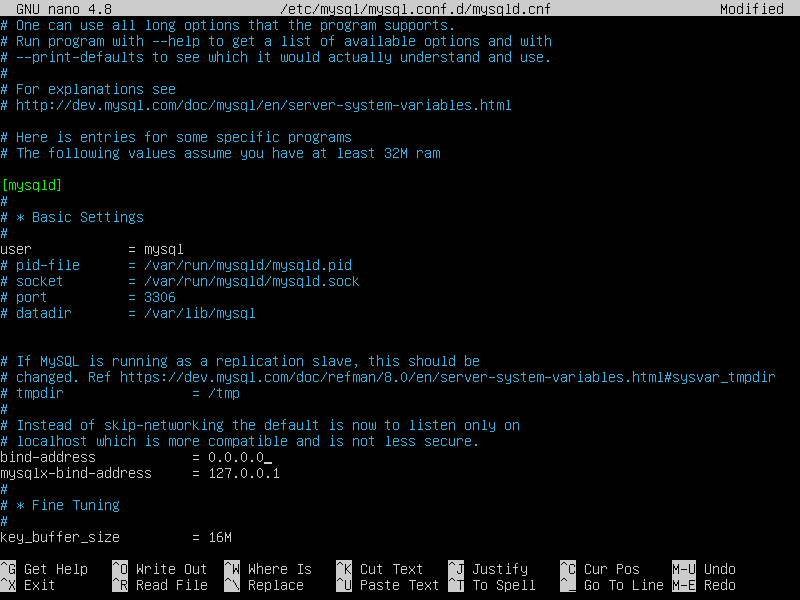 GNU nano 4.8 /etc/mysql/mysql.conf.d/mysqld.cnf Modified
# One can use all long options that the program supports.
# Run program with --help to get a list of available options and with
# --print-defaults to see which it would actually understand and use.
#
# For explanations see
# http://dev.mysql.com/doc/mysql/en/server-system-variables.html

# Here is entries for some specific programs
# The following values assume you have at least 32M ram

[mysqld]
#
# * Basic Settings
#
user            = mysql
# pid-file      = /var/run/mysqld/mysqld.pid
# socket        = /var/run/mysqld/mysqld.sock
# port          = 3306
# datadir       = /var/lib/mysql


# If MySQL is running as a replication slave, this should be
# changed. Ref https://dev.mysql.com/doc/refman/8.0/en/server-system-variables.html#sysvar_tmpdir
# tmpdir                = /tmp
#
# Instead of skip-networking the default is now to listen only on
# localhost which is more compatible and is not less secure.
bind-address            = 0.0.0.0_
mysqlx-bind-address     = 127.0.0.1
#
# * Fine Tuning
#
key_buffer_size         = 16M

^G Get Help ^O Write Out ^W Where Is ^K Cut Text ^J Justify ^C Cur Pos M-U Undo
^X Exit ^R Read File ^\ Replace ^U Paste Text ^T To Spell ^_ Go To Line M-E Redo